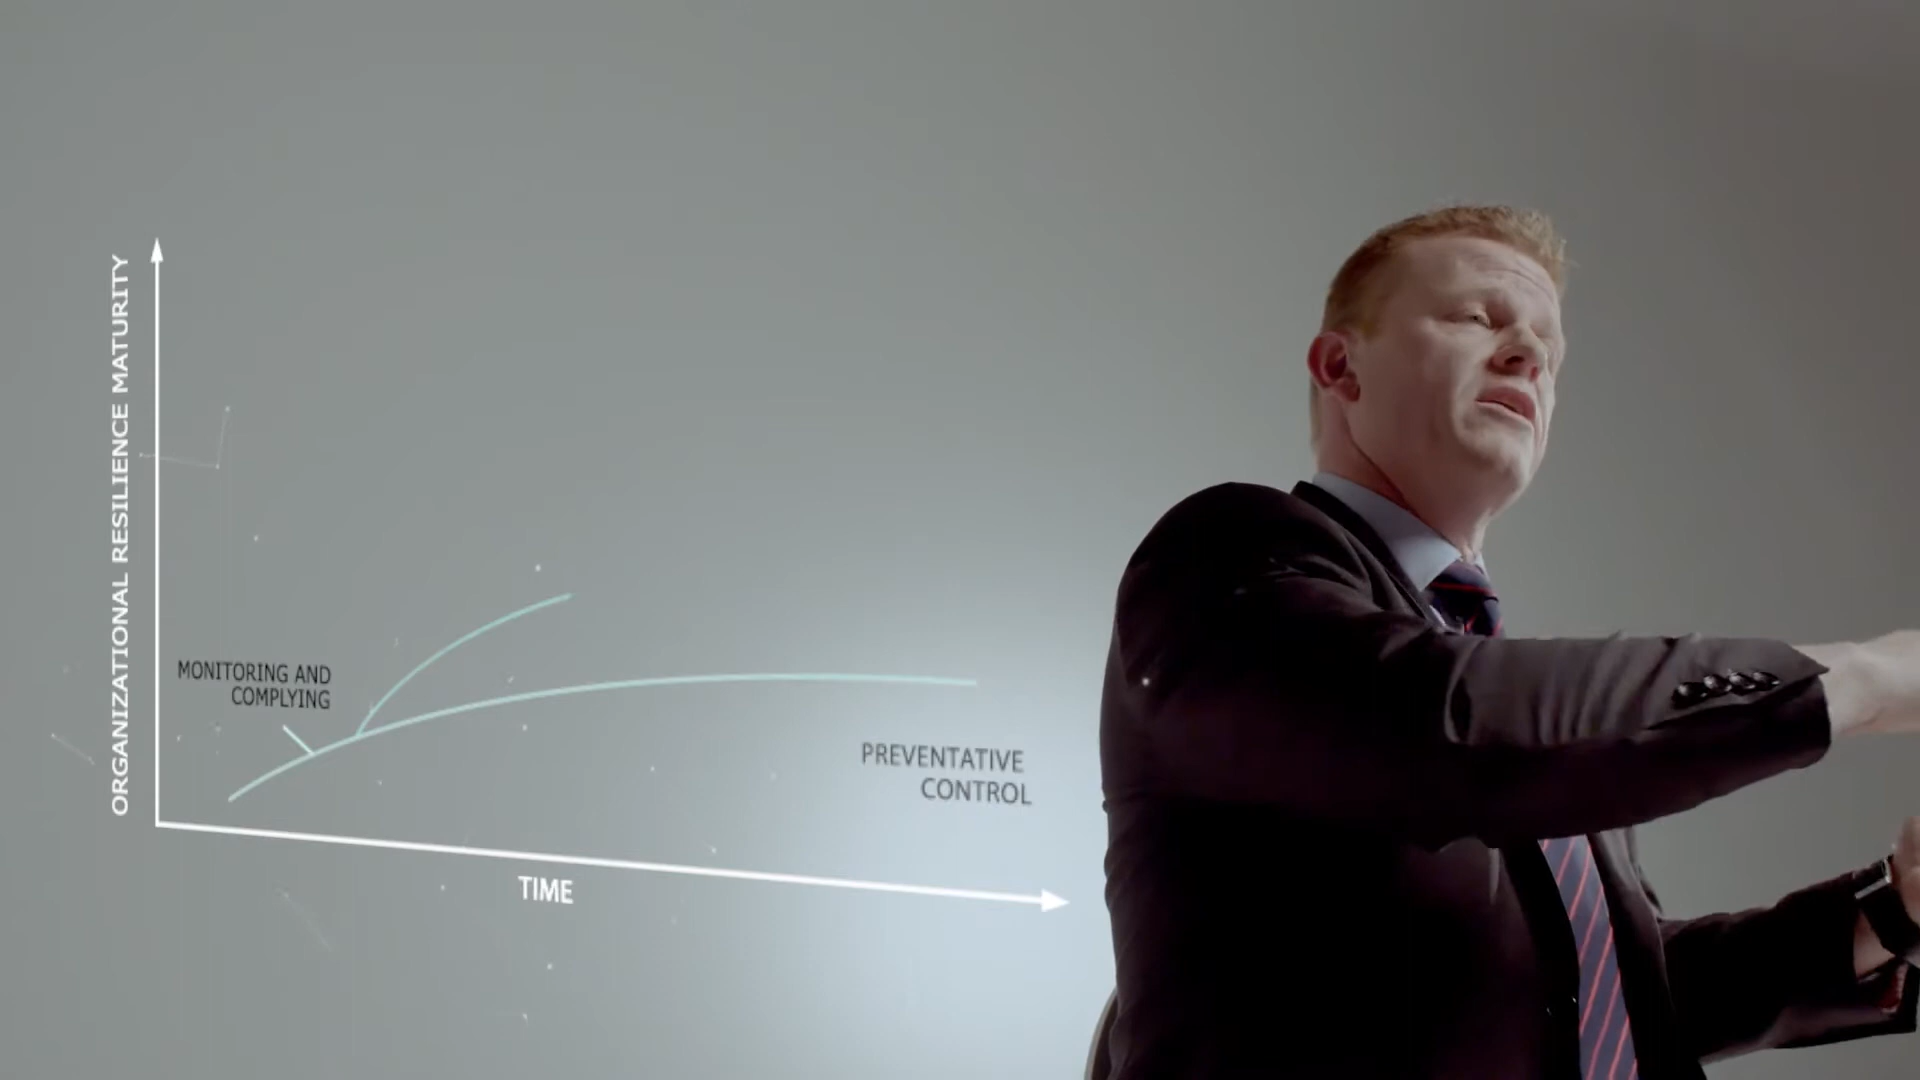 ORGANIZATIONAL RESILIENCE MATURITY
MONITORING AND
COMPLYING
PREVENTATIVE
CONTROL
TIME